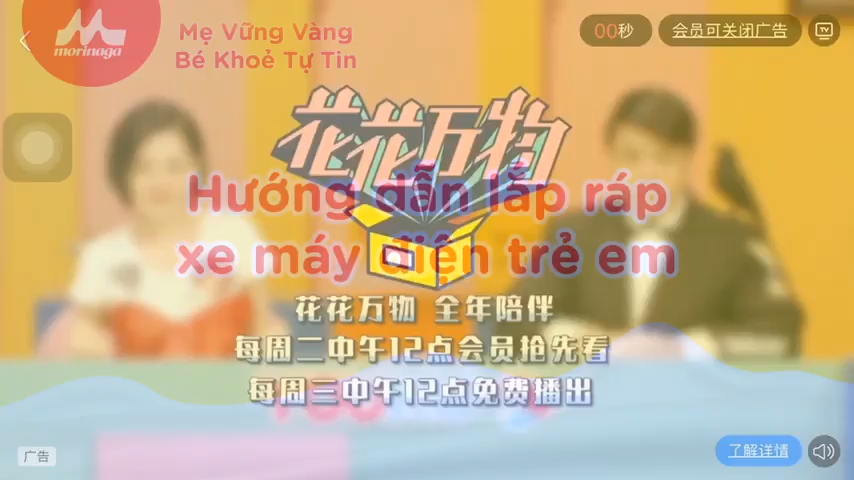 morinaga
Mẹ Vững Vàng
Bé Khoẻ Tự Tin
00秒
会员可关闭广告
TV
花花万物
Hướng dẫn lắp ráp
xe máy điện trẻ em
花花万物 全年陪伴
每周二中午12点会员抢先看
每周三中午12点免费播出
广告
了解详情